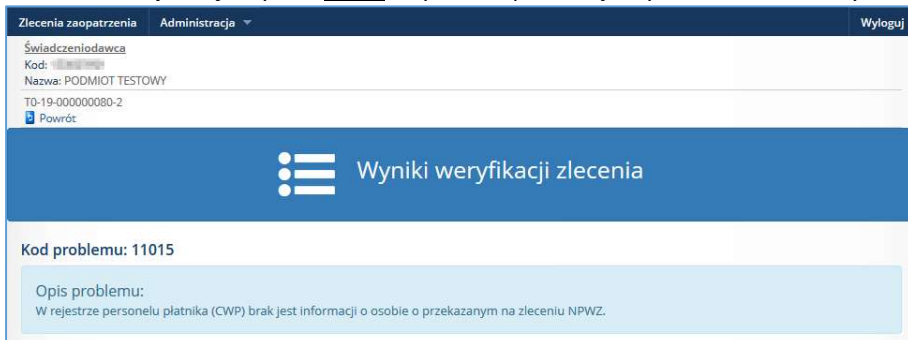 Zlecenia zaopatrzenia Administracja Wyloguj
Świadczeniodawca
Kod:
Nazwa: PODMIOT TESTOWY
T0-19-000000080-2
Powrót
Wyniki weryfikacji zlecenia
Kod problemu: 11015
Opis problemu:
W rejestrze personelu płatnika (CWP) brak jest informacji o osobie o przekazanym na zleceniu NPWZ.